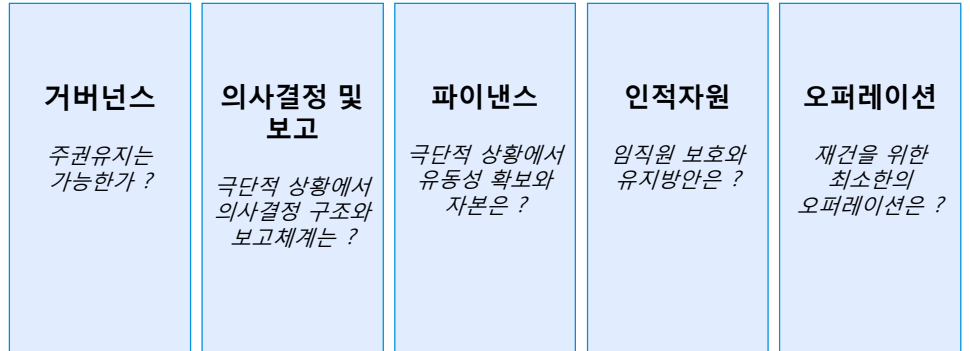 거버넌스
주권유지는
가능한가 ?
의사결정 및
보고
극단적 상황에서
의사결정 구조와
보고체계는 ?
파이낸스
극단적 상황에서
유동성 확보와
자본은 ?
인적자원
임직원 보호와
유지방안은 ?
오퍼레이션
재건을 위한
최소한의
오퍼레이션은 ?